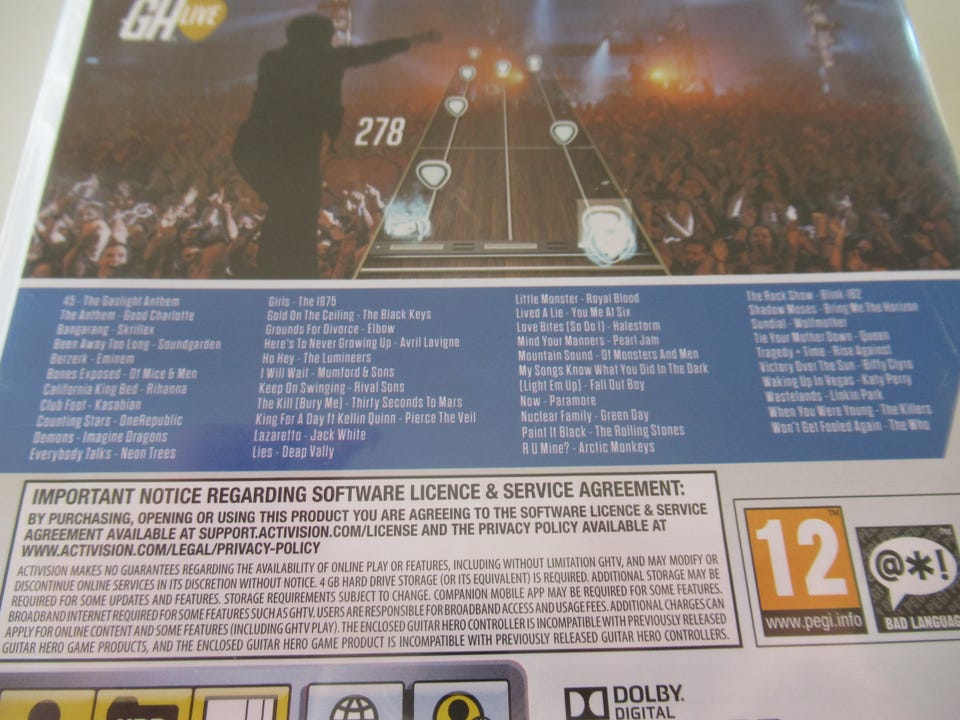 GH LIVE
278
45 - The Gaslight Anthem
The Anthem - Good Charlotte
Bangarang - Skrillex
Been Away Too Long - Soundgarden
Berzerk - Eminem
Bones Exposed - Of Mice & Men
California King Bed - Rihanna
Club Foot - Kasabian
Counting Stars - OneRepublic
Demons - Imagine Dragons
Everybody Talks - Neon Trees
Girls - The 1975
Gold On The Ceiling - The Black Keys
Grounds For Divorce - Elbow
Here's To Never Growing Up - Avril Lavigne
Ho Hey - The Lumineers
I Will Wait - Mumford & Sons
Keep On Swinging - Rival Sons
The Kill [Bury Me] - Thirty Seconds To Mars
King For A Day ft Kellin Quinn - Pierce The Veil
Lazaretto - Jack White
Lies - Deap Vally
Little Monster - Royal Blood
Lived A Lie - You Me At Six
Love Bites [So Do I] - Halestorm
Mind Your Manners - Pearl Jam
Mountain Sound - Of Monsters And Men
My Songs Know What You Did In The Dark
[Light Em Up] - Fall Out Boy
Now - Paramore
Nuclear Family - Green Day
Paint It Black - The Rolling Stones
R U Mine? - Arctic Monkeys
The Rock Show - Blink-182
Shadow Moses - Bring Me The Horizon
Sundial - Wolfmother
Tie Your Mother Down - Queen
Tragedy + Time - Rise Against
Victory Over The Sun - Biffy Clyro
Waking Up In Vegas - Katy Perry
Wastelands - Linkin Park
When You Were Young - The Killers
Won't Get Fooled Again - The Who
IMPORTANT NOTICE REGARDING SOFTWARE LICENCE & SERVICE AGREEMENT:
BY PURCHASING, OPENING OR USING THIS PRODUCT YOU ARE AGREEING TO THE SOFTWARE LICENCE & SERVICE
AGREEMENT AVAILABLE AT SUPPORT.ACTIVISION.COM/LICENSE AND THE PRIVACY POLICY AVAILABLE AT
WWW.ACTIVISION.COM/LEGAL/PRIVACY-POLICY
ACTIVISION MAKES NO GUARANTEES REGARDING THE AVAILABILITY OF ONLINE PLAY OR FEATURES, INCLUDING WITHOUT LIMITATION GHTV, AND MAY MODIFY OR
DISCONTINUE ONLINE SERVICES IN ITS DISCRETION WITHOUT NOTICE. 4 GB HARD DRIVE STORAGE (OR ITS EQUIVALENT) IS REQUIRED. ADDITIONAL STORAGE MAY BE
REQUIRED FOR SOME UPDATES AND FEATURES. STORAGE REQUIREMENTS SUBJECT TO CHANGE. COMPANION MOBILE APP MAY BE REQUIRED FOR SOME FEATURES.
BROADBAND INTERNET REQUIRED FOR SOME FEATURES SUCH AS GHTV. USERS ARE RESPONSIBLE FOR BROADBAND ACCESS AND USAGE FEES. ADDITIONAL CHARGES CAN
APPLY FOR ONLINE CONTENT AND SOME FEATURES (INCLUDING GHTV PLAY). THE ENCLOSED GUITAR HERO CONTROLLER IS INCOMPATIBLE WITH PREVIOUSLY RELEASED
GUITAR HERO GAME PRODUCTS, AND THE ENCLOSED GUITAR HERO GAME PRODUCT IS INCOMPATIBLE WITH PREVIOUSLY RELEASED GUITAR HERO CONTROLLERS.
12
TM
www.pegi.info
@*!
TM
BAD LANGUAG
DOLBY
DIGITAL